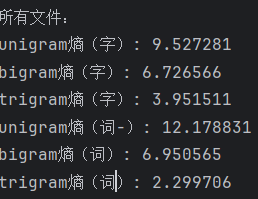 所有文件:
unigram熵（字）: 9.527281
bigram熵（字）: 6.726566
trigram熵（字）: 3.951511
unigram熵（词-）: 12.178831
bigram熵（词）: 6.950565
trigram熵（词）: 2.299706